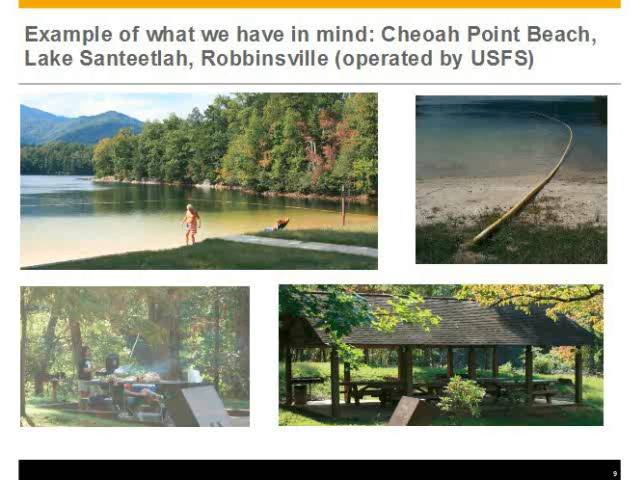 Example of what we have in mind: Cheoah Point Beach,
Lake Santeetlah, Robbinsville (operated by USFS)
9